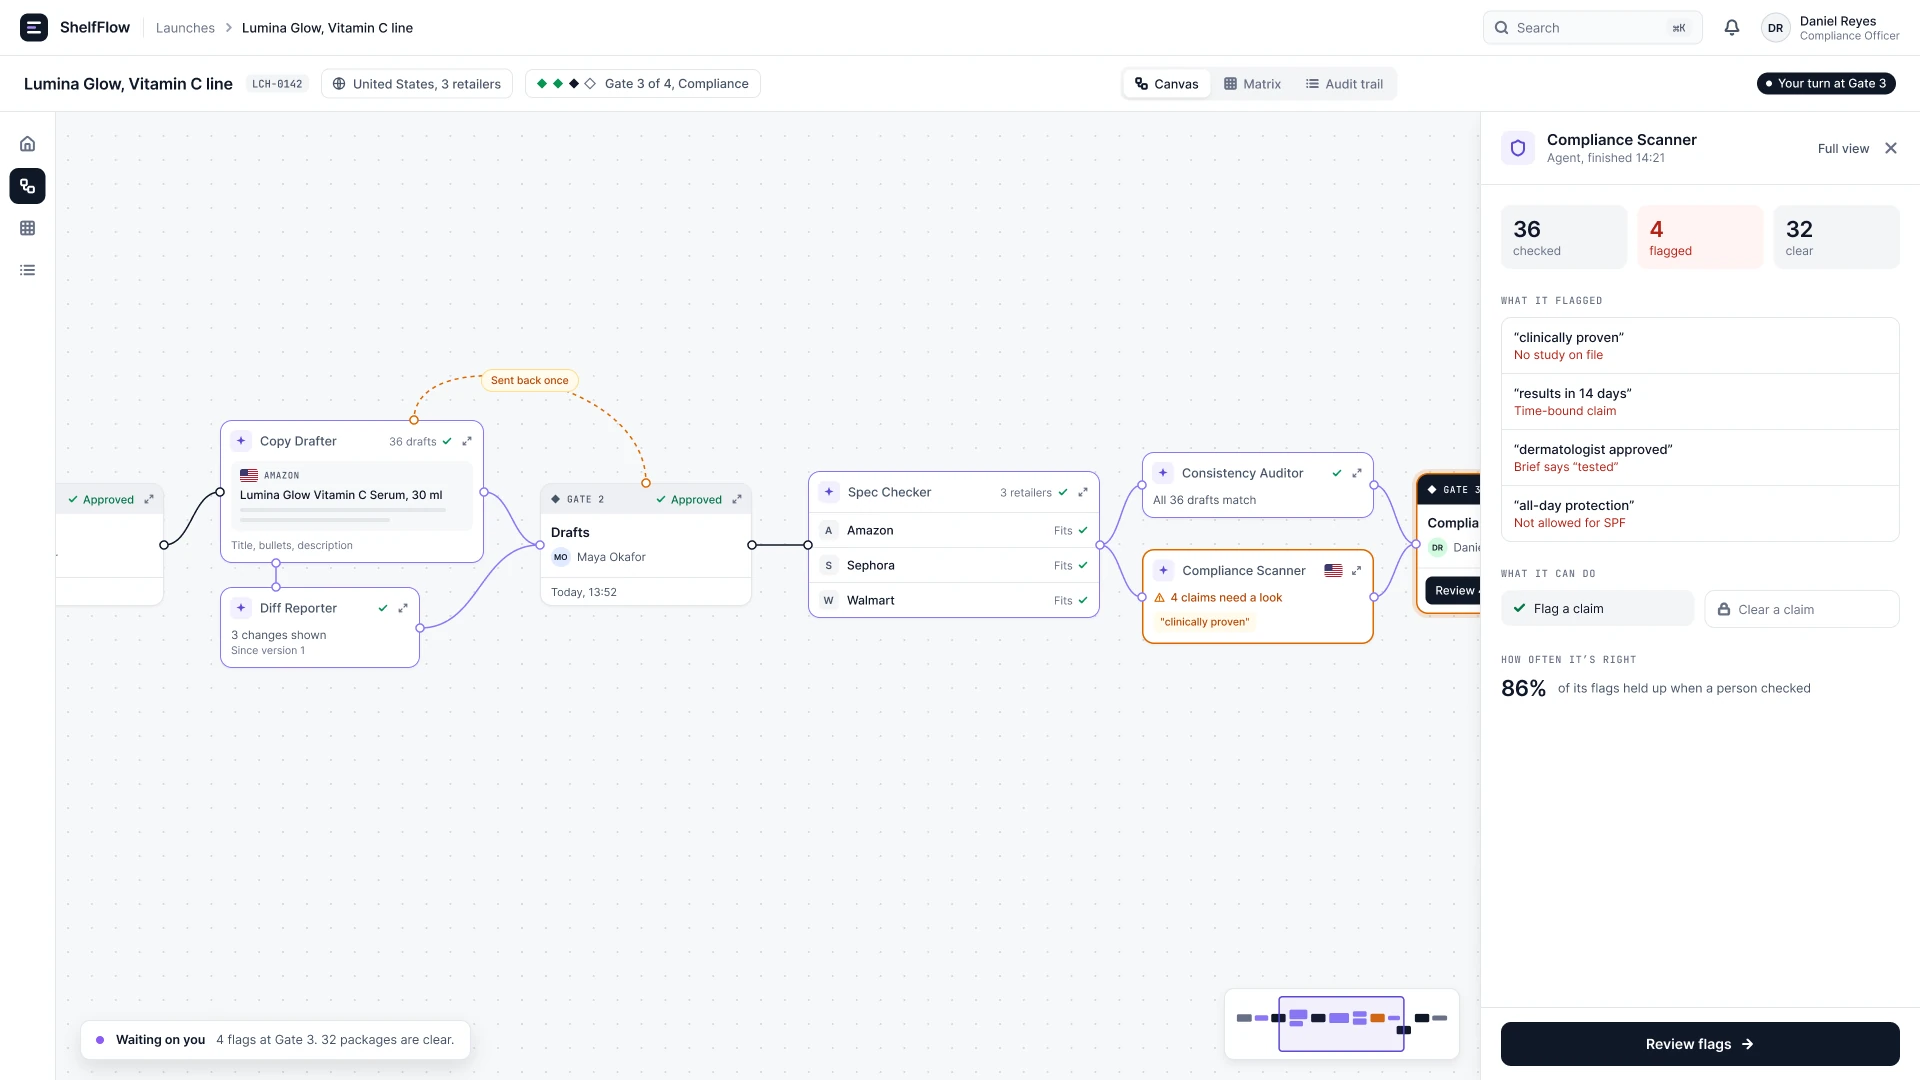 ShelfFlow
Launches
Lumina Glow, Vitamin C line
Search
⌘K
DR
Daniel Reyes
Compliance Officer
Lumina Glow, Vitamin C line
LCH-0142
United States, 3 retailers
Gate 3 of 4, Compliance
Canvas
Matrix
Audit trail
Your turn at Gate 3
Approved
Copy Drafter
36 drafts
AMAZON
Lumina Glow Vitamin C Serum, 30 ml
Title, bullets, description
Diff Reporter
3 changes shown
Since version 1
Sent back once
GATE 2
Approved
Drafts
MO
Maya Okafor
Today, 13:52
Spec Checker
3 retailers
A
Amazon
Fits
S
Sephora
Fits
W
Walmart
Fits
Consistency Auditor
All 36 drafts match
Compliance Scanner
4 claims need a look
"clinically proven"
GATE 3
Complia
DR
Danie
Review
Compliance Scanner
Agent, finished 14:21
Full view
36
checked
4
flagged
32
clear
WHAT IT FLAGGED
“clinically proven”
No study on file
“results in 14 days”
Time-bound claim
“dermatologist approved”
Brief says “tested”
“all-day protection”
Not allowed for SPF
WHAT IT CAN DO
Flag a claim
Clear a claim
HOW OFTEN IT’S RIGHT
86%
of its flags held up when a person checked
Waiting on you
4 flags at Gate 3. 32 packages are clear.
Review flags